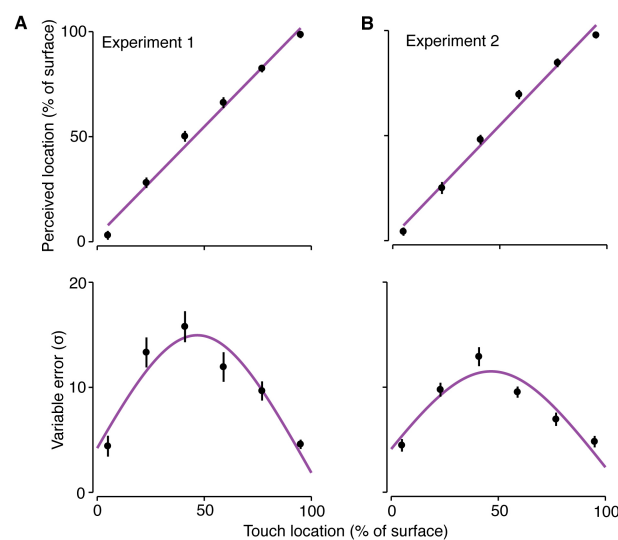 A
B
Experiment 1
Experiment 2
Perceived location (% of surface)
100
50
0
Variable error (σ)
20
10
0
0
50
100
0
50
100
Touch location (% of surface)